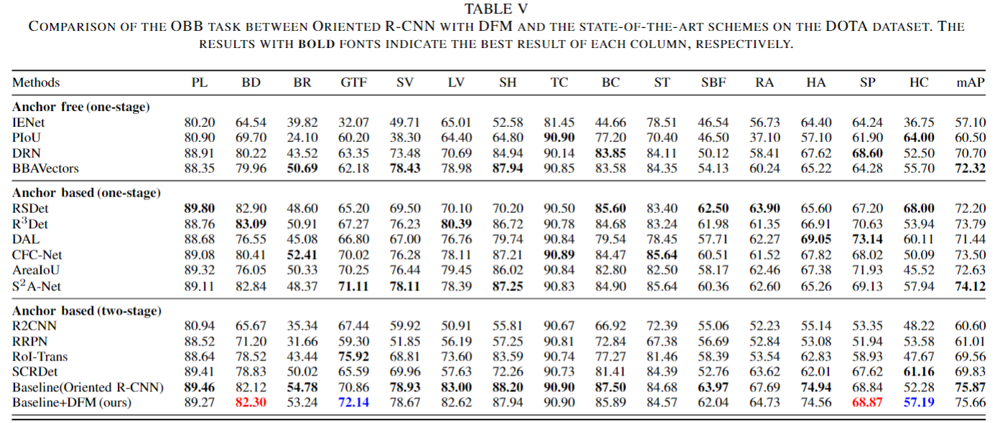 TABLE V
COMPARISON OF THE OBB TASK BETWEEN ORIENTED R-CNN WITH DFM AND THE STATE-OF-THE-ART SCHEMES ON THE DOTA DATASET. THE
RESULTS WITH BOLD FONTS INDICATE THE BEST RESULT OF EACH COLUMN, RESPECTIVELY.
Methods PL BD BR GTF SV LV SH TC BC ST SBF RA HA SP HC mAP
Anchor free (one-stage)
IENet 80.20 64.54 39.82 32.07 49.71 65.01 52.58 81.45 44.66 78.51 46.54 56.73 64.40 64.24 36.75 57.10
PIoU 80.90 69.70 24.10 60.20 38.30 64.40 64.80 90.90 77.20 70.40 46.50 37.10 57.10 61.90 64.00 60.50
DRN 88.91 80.22 43.52 63.35 73.48 70.69 84.94 90.14 83.85 84.11 50.12 58.41 67.62 68.60 52.50 70.70
BBAVectors 88.35 79.96 50.69 62.18 78.43 78.98 87.94 90.85 83.58 84.35 54.13 60.24 65.22 64.28 55.70 72.32
Anchor based (one-stage)
RSDet 89.80 82.90 48.60 65.20 69.50 70.10 70.20 90.50 85.60 83.40 62.50 63.90 65.60 67.20 68.00 72.20
R³Det 88.76 83.09 50.91 67.27 76.23 80.39 86.72 90.78 84.68 83.24 61.98 61.35 66.91 70.63 53.94 73.79
DAL 88.68 76.55 45.08 66.80 67.00 76.76 79.74 90.84 79.54 78.45 57.71 62.27 69.05 73.14 60.11 71.44
CFC-Net 89.08 80.41 52.41 70.02 76.28 78.11 87.21 90.89 84.47 85.64 60.51 61.52 67.82 68.02 50.09 73.50
AreaIoU 89.32 76.05 50.33 70.25 76.44 79.45 86.02 90.84 82.80 82.50 58.17 62.46 67.38 71.93 45.52 72.63
S²A-Net 89.11 82.84 48.37 71.11 78.11 78.39 87.25 90.83 84.90 85.64 60.36 62.60 65.26 69.13 57.94 74.12
Anchor based (two-stage)
R2CNN 80.94 65.67 35.34 67.44 59.92 50.91 55.81 90.67 66.92 72.39 55.06 52.23 55.14 53.35 48.22 60.60
RRPN 88.52 71.20 31.66 59.30 51.85 56.19 57.25 90.81 72.84 67.38 56.69 52.84 53.08 51.94 53.58 61.01
RoI-Trans 88.64 78.52 43.44 75.92 68.81 73.60 83.59 90.74 77.27 81.46 58.39 53.54 62.83 58.93 47.67 69.56
SCRDet 89.41 78.83 50.02 65.59 69.96 57.63 72.26 90.73 81.41 84.39 52.76 63.62 62.01 67.62 61.16 69.83
Baseline(Oriented R-CNN) 89.46 82.12 54.78 70.86 78.93 83.00 88.20 90.90 87.50 84.68 63.97 67.69 74.94 68.84 52.28 75.87
Baseline+DFM (ours) 89.27 82.30 53.24 72.14 78.67 82.62 87.94 90.90 85.89 84.57 62.04 64.73 74.56 68.87 57.19 75.66